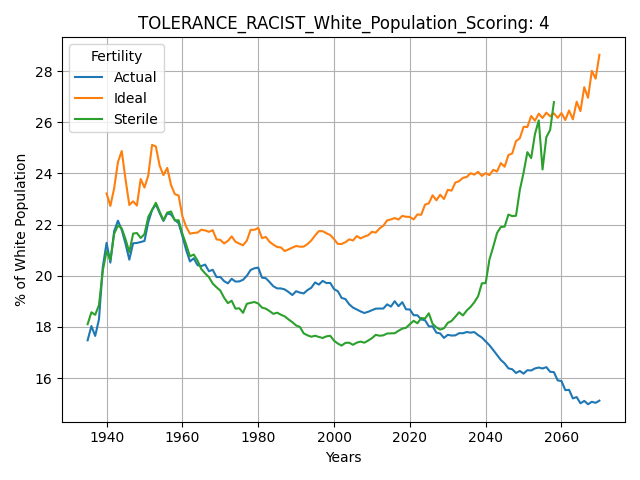 TOLERANCE_RACIST_White_Population_Scoring: 4
Fertility
Actual
Ideal
Sterile
% of White Population
28
26
24
22
20
18
16
1940 1960 1980 2000 2020 2040 2060
Years